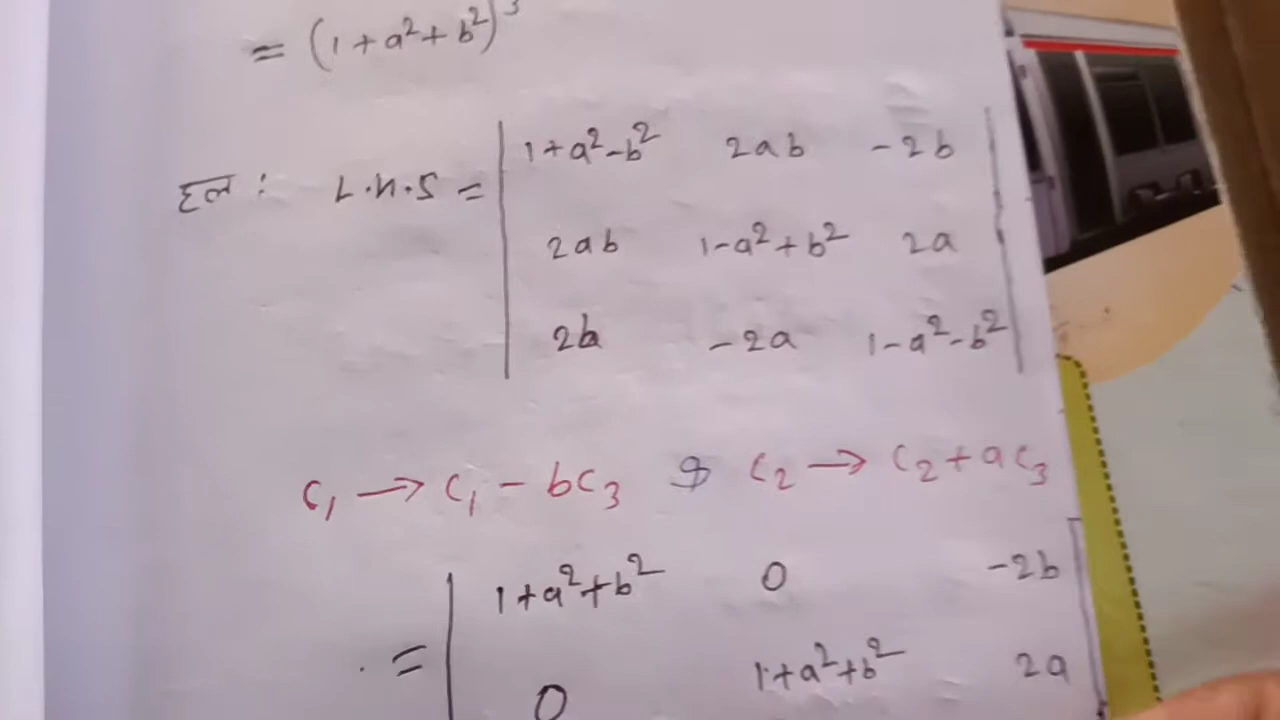 = (1+a²+b²)³
हल : L.H.S = | 1+a²-b² 2ab -2b |
2ab 1-a²+b² 2a
2b -2a 1-a²-b²
C₁ → C₁ - bC₃ & C₂ → C₂ + aC₃
= | 1+a²+b² 0 -2b |
0 1+a²+b² 2a